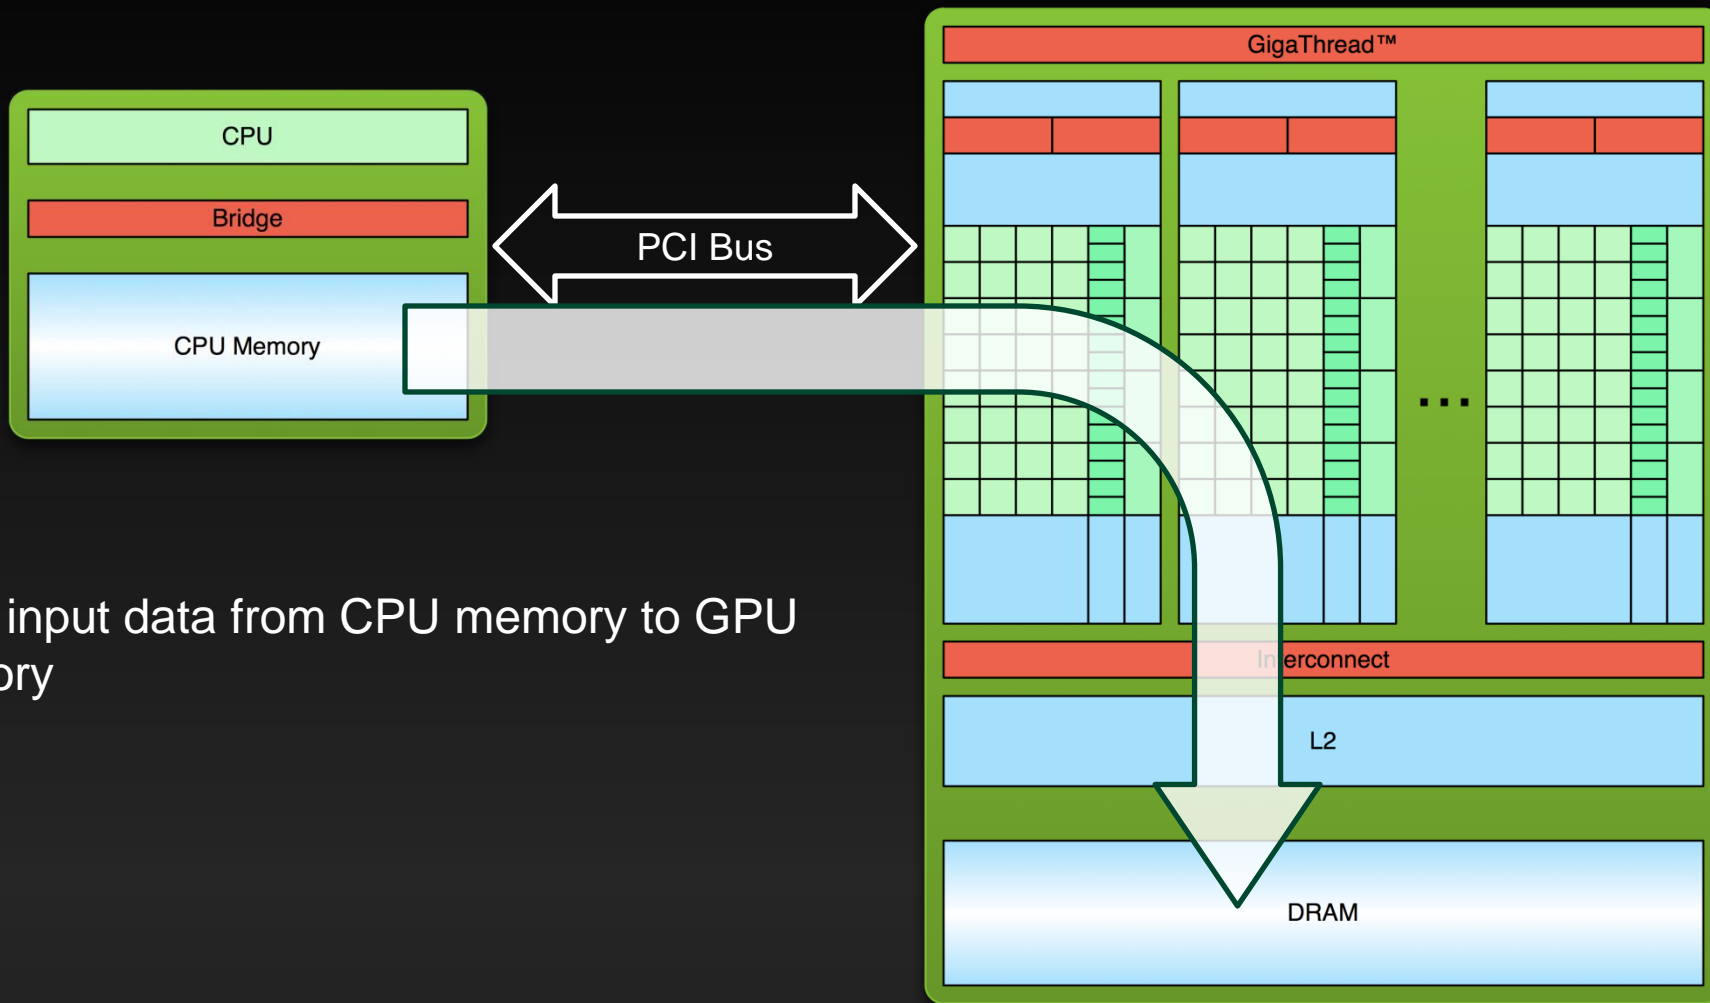 GigaThread™
CPU
Bridge
PCI Bus
CPU Memory
...
input data from CPU memory to GPU
ory
Interconnect
L2
DRAM